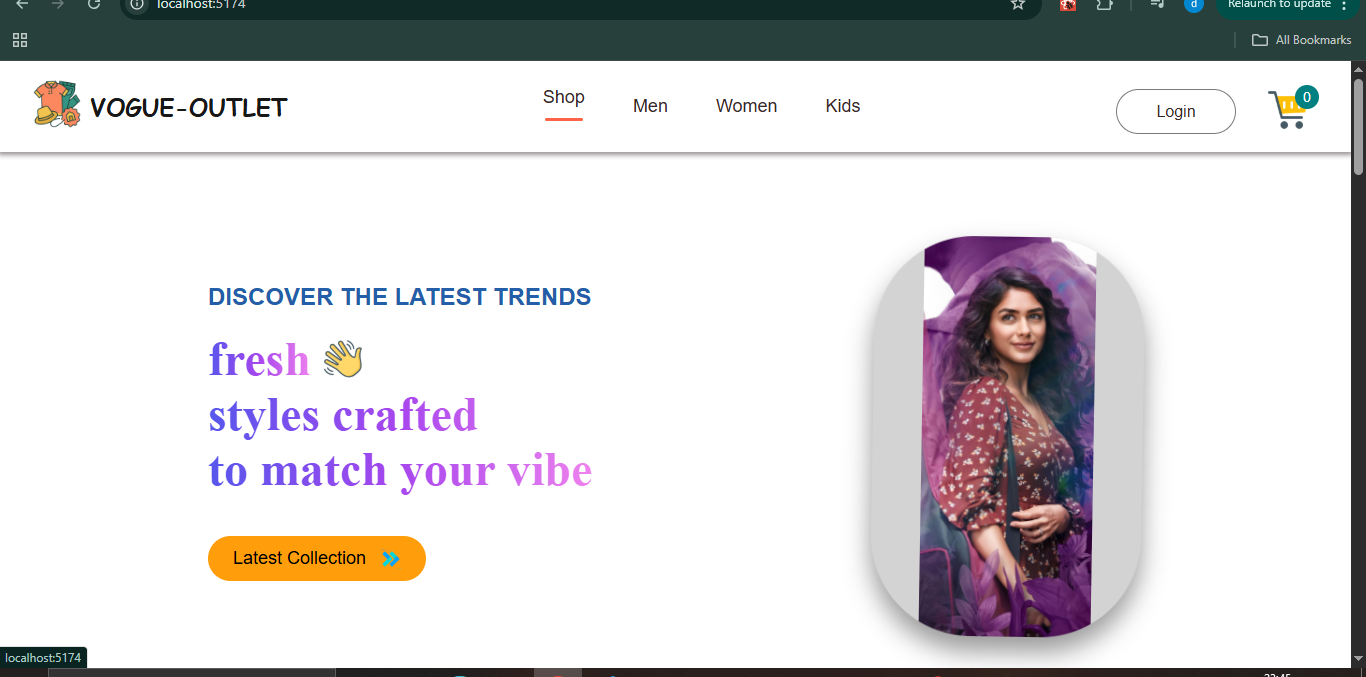 localhost:5174
Relaunch to update
d
All Bookmarks
VOGUE-OUTLET
Shop
Men
Women
Kids
Login
0
DISCOVER THE LATEST TRENDS
fresh 👋
styles crafted
to match your vibe
Latest Collection
localhost:5174